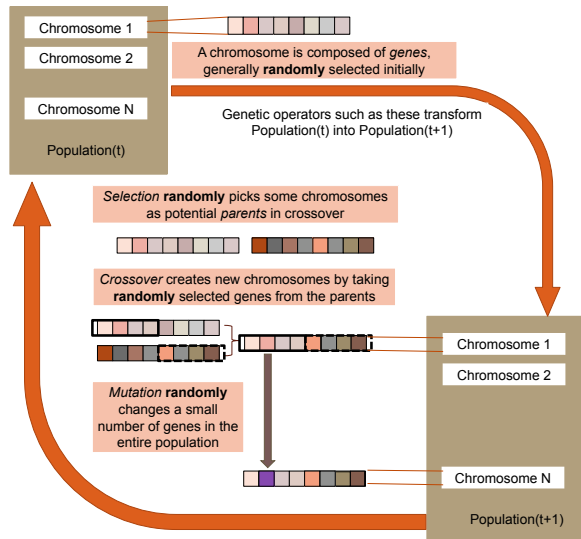 Chromosome 1
Chromosome 2
Chromosome N
Population(t)
A chromosome is composed of genes,
generally randomly selected initially
Genetic operators such as these transform
Population(t) into Population(t+1)
Selection randomly picks some chromosomes
as potential parents in crossover
Crossover creates new chromosomes by taking
randomly selected genes from the parents
Mutation randomly
changes a small
number of genes in the
entire population
Chromosome 1
Chromosome 2
Chromosome N
Population(t+1)